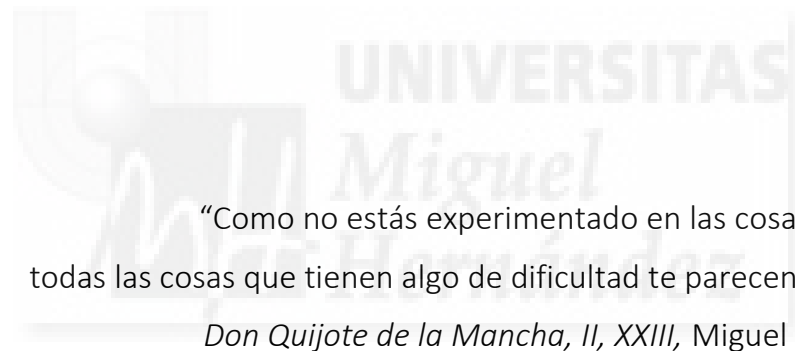 UNIVERSITAS
Miguel
Hernández
“Como no estás experimentado en las cosa
todas las cosas que tienen algo de dificultad te parecen
Don Quijote de la Mancha, II, XXIII, Miguel